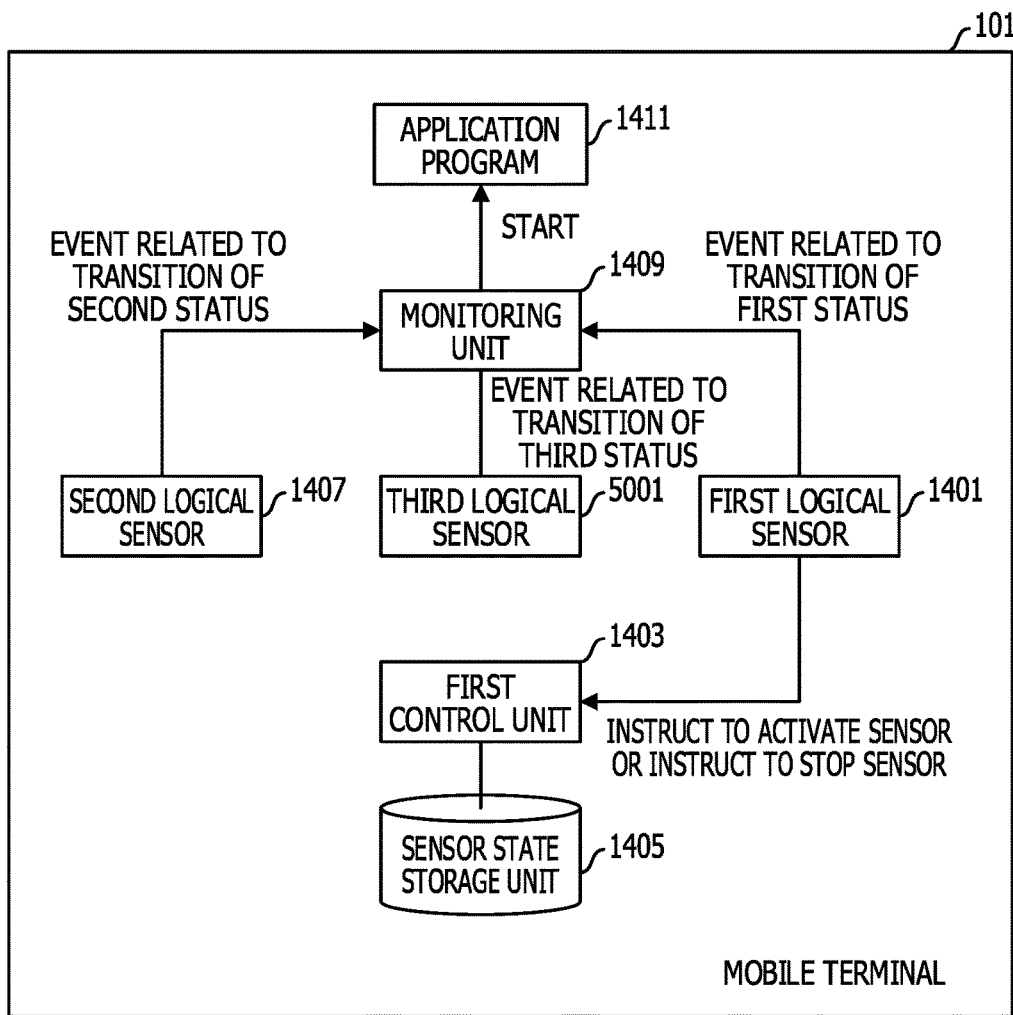 101
APPLICATION
PROGRAM
1411
START
EVENT RELATED TO
TRANSITION OF
SECOND STATUS
1409
EVENT RELATED TO
TRANSITION OF
FIRST STATUS
MONITORING
UNIT
EVENT RELATED TO
TRANSITION OF
THIRD STATUS
SECOND LOGICAL
SENSOR
1407
THIRD LOGICAL
SENSOR
5001
FIRST LOGICAL
SENSOR
1401
1403
FIRST
CONTROL UNIT
INSTRUCT TO ACTIVATE SENSOR
OR INSTRUCT TO STOP SENSOR
SENSOR STATE
STORAGE UNIT
1405
MOBILE TERMINAL